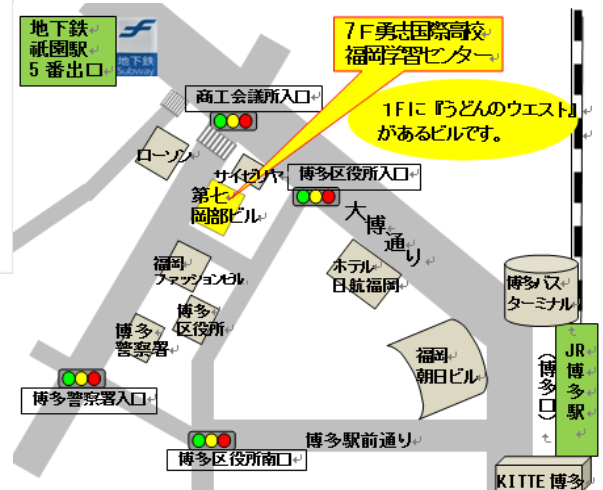 地下鉄
祇園駅
5番出口
地下鉄
Subway
7F勇志国際高校
福岡学習センター
1Fに『うどんのウエスト』
があるビルです。
商工会議所入口
ローソン
サイゼリヤ
博多区役所入口
第七
岡部ビル
大博通り
福岡
ファッションビル
ホテル
日航福岡
博多バス
ターミナル
博多
区役所
博多
警察署
福岡
朝日ビル
JR
博多駅
(博多口)
博多警察署入口
博多駅前通り
博多区役所南口
KITTE 博多